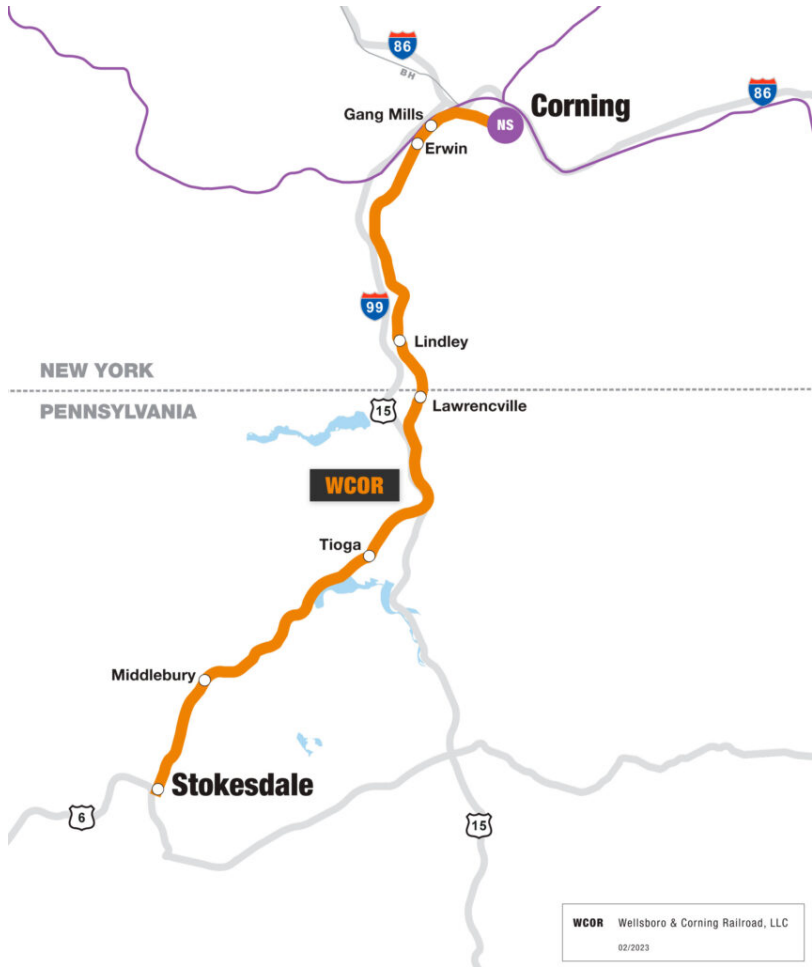 86
BH
Corning
86
Gang Mills
NS
Erwin
99
Lindley
NEW YORK
PENNSYLVANIA
15
Lawrencville
WCOR
Tioga
Middlebury
Stokesdale
6
15
WCOR Wellsboro & Corning Railroad, LLC
02/2023